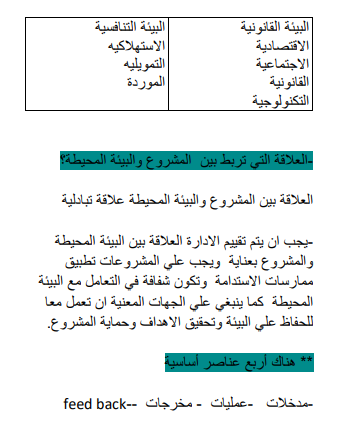 البيئة القانونية
الاقتصادية
الاجتماعية
القانونية
التكنولوجية
البيئة التنافسية
الاستهلاكيه
التمويليه
الموردة
-العلاقة التي تربط بين المشروع والبيئة المحيطة؟
العلاقة بين المشروع والبيئة المحيطة علاقة تبادلية
-يجب ان يتم تقييم الادارة العلاقة بين البيئة المحيطة
والمشروع بعناية ويجب علي المشروعات تطبيق
ممارسات الاستدامة وتكون شفافة في التعامل مع البيئة
المحيطة كما ينبغي علي الجهات المعنية ان تعمل معا
للحفاظ علي البيئة وتحقيق الاهداف وحماية المشروع.
** هناك أربع عناصر أساسية
-مدخلات -عمليات - مخرجات --feed back